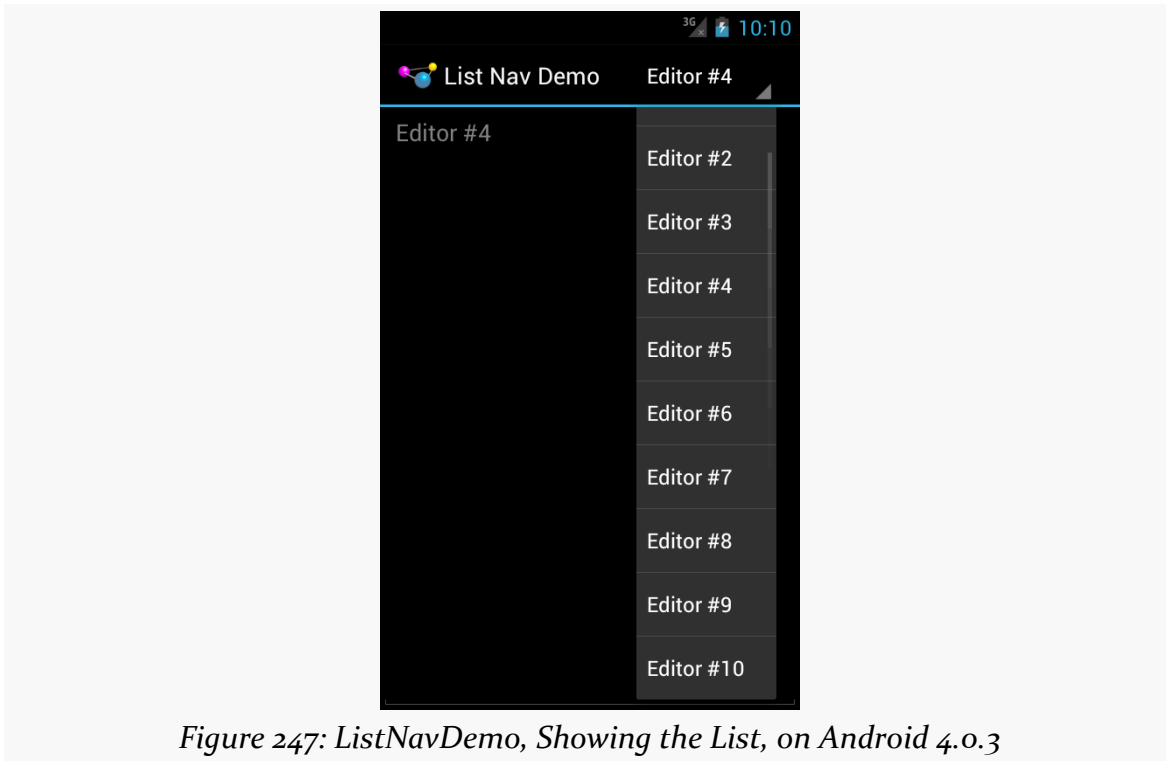 3G 10:10
List Nav Demo Editor #4
Editor #4
Editor #2
Editor #3
Editor #4
Editor #5
Editor #6
Editor #7
Editor #8
Editor #9
Editor #10
Figure 247: ListNavDemo, Showing the List, on Android 4.0.3